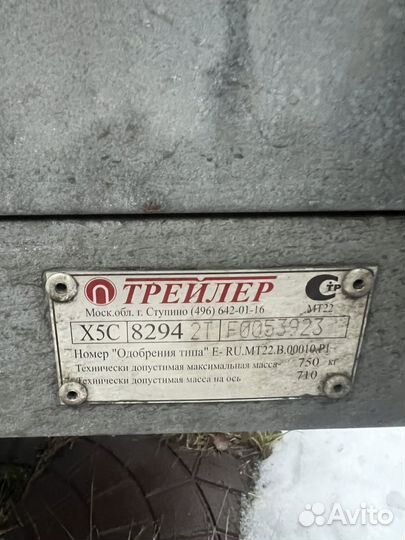 ТРЕЙЛЕР
Моск.обл. г. Ступино (496) 642-01-16
МТ22
X5C 8294 2T F0053923
Номер "Одобрения типа" E- RU.MT22.B.00010.P1
Технически допустимая максимальная масса- 750 кг
Технически допустимая масса на ось 710
Avito